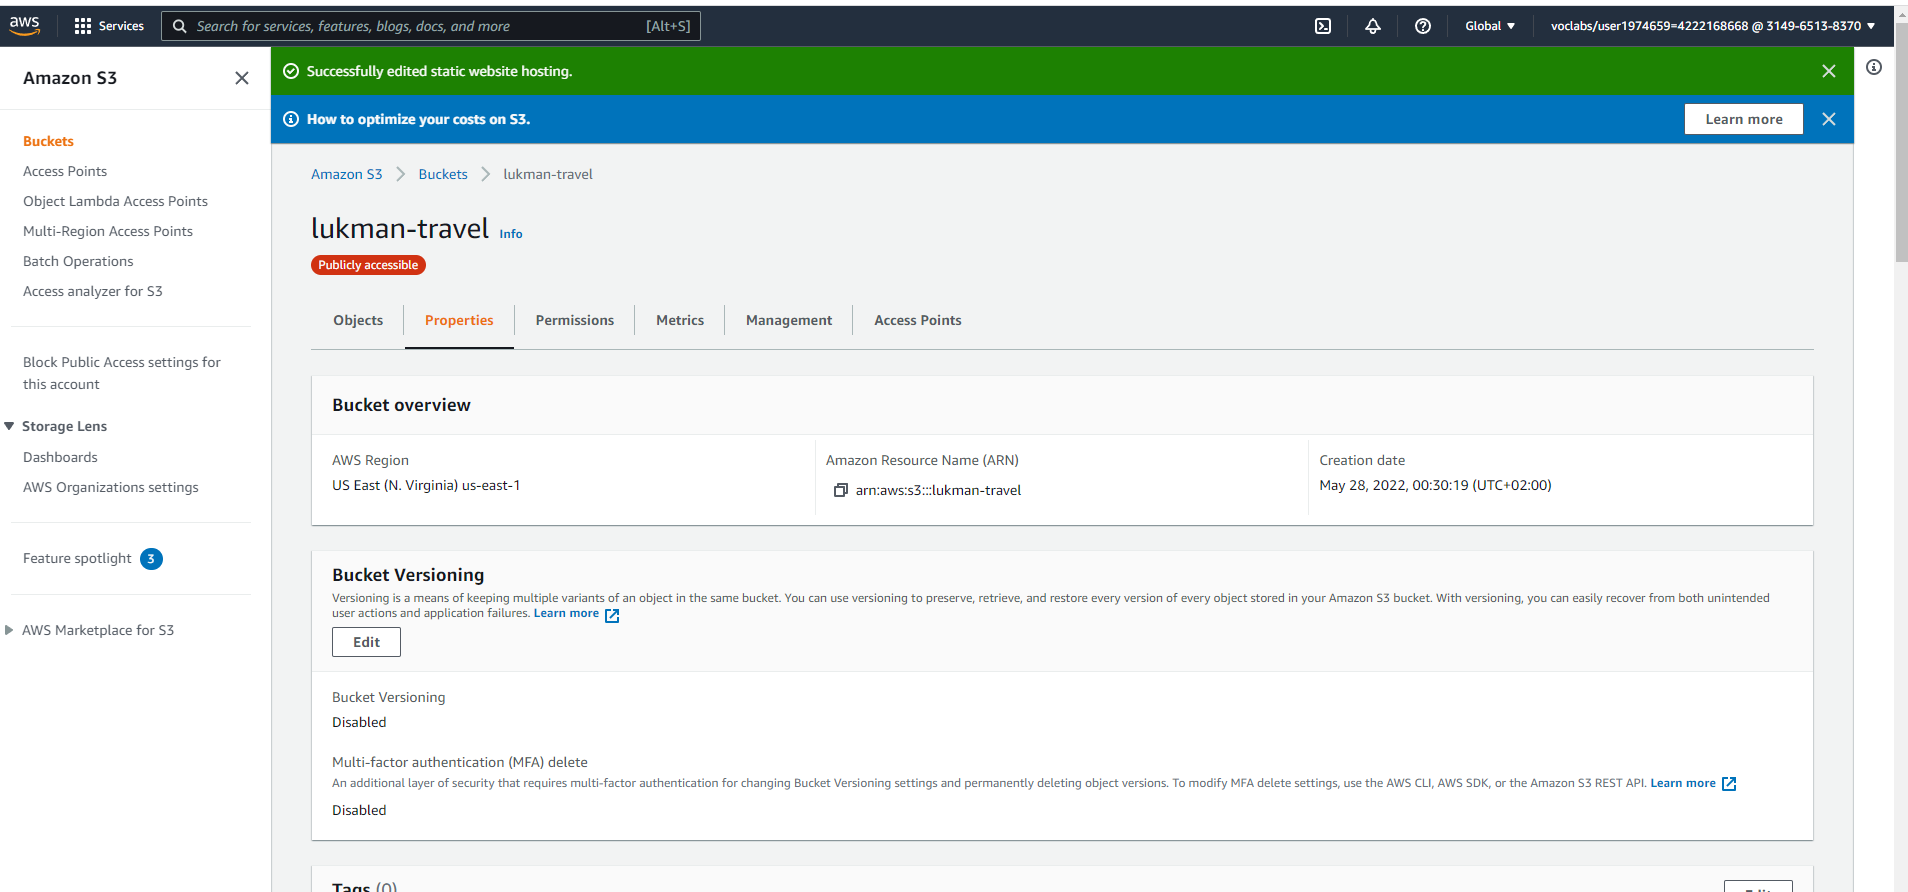 aws
Services
Search for services, features, blogs, docs, and more
[Alt+S]
Global
voclabs/user1974659=4222168668 @ 3149-6513-8370
Amazon S3
Buckets
Access Points
Object Lambda Access Points
Multi-Region Access Points
Batch Operations
Access analyzer for S3
Block Public Access settings for
this account
Storage Lens
Dashboards
AWS Organizations settings
Feature spotlight 3
AWS Marketplace for S3
Successfully edited static website hosting.
How to optimize your costs on S3.
Learn more
Amazon S3 Buckets lukman-travel
lukman-travel Info
Publicly accessible
Objects Properties Permissions Metrics Management Access Points
Bucket overview
AWS Region
US East (N. Virginia) us-east-1
Amazon Resource Name (ARN)
arn:aws:s3:::lukman-travel
Creation date
May 28, 2022, 00:30:19 (UTC+02:00)
Bucket Versioning
Versioning is a means of keeping multiple variants of an object in the same bucket. You can use versioning to preserve, retrieve, and restore every version of every object stored in your Amazon S3 bucket. With versioning, you can easily recover from both unintended
user actions and application failures. Learn more
Edit
Bucket Versioning
Disabled
Multi-factor authentication (MFA) delete
An additional layer of security that requires multi-factor authentication for changing Bucket Versioning settings and permanently deleting object versions. To modify MFA delete settings, use the AWS CLI, AWS SDK, or the Amazon S3 REST API. Learn more
Disabled
Tags (0)
Edit